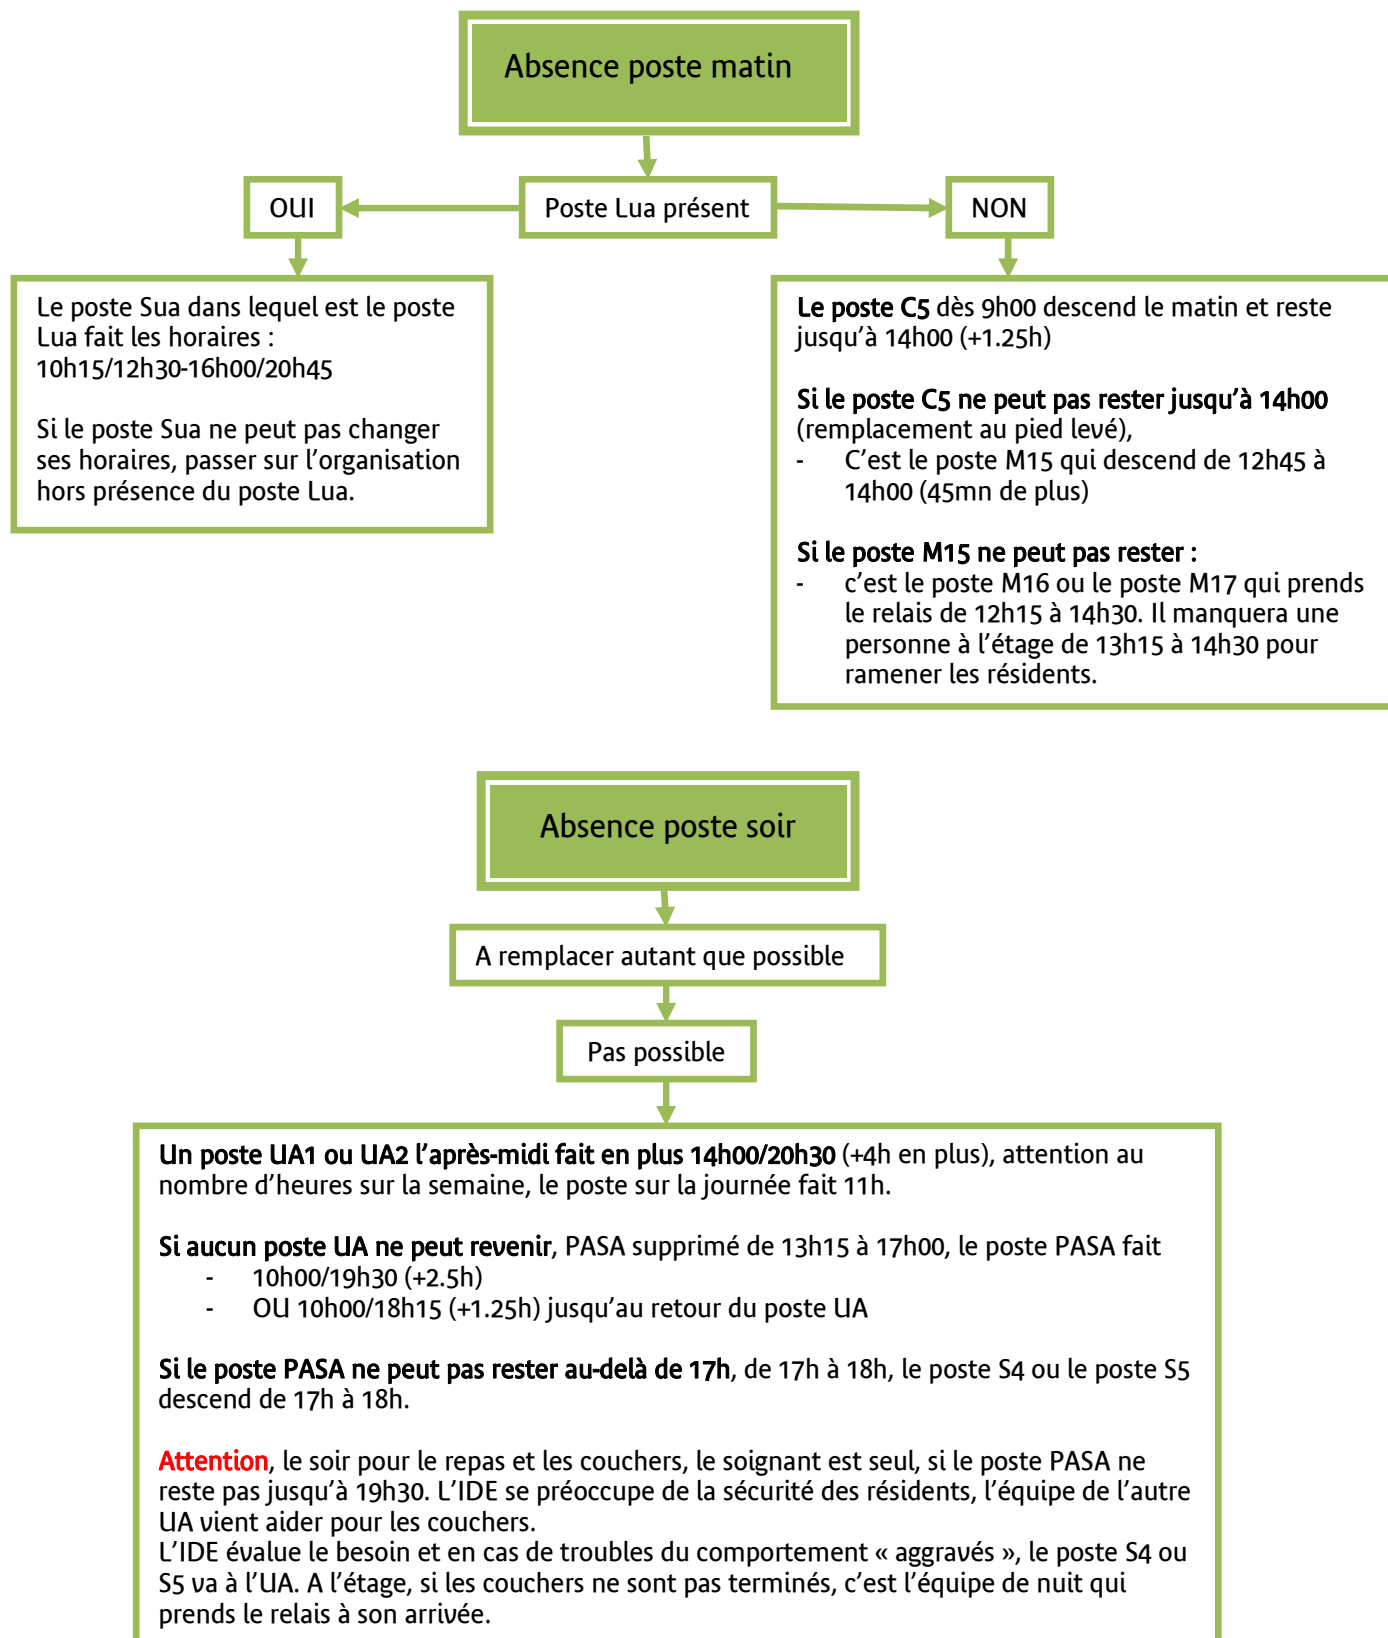 Absence poste matin
OUI
Poste Lua présent
NON
Le poste Sua dans lequel est le poste
Lua fait les horaires :
10h15/12h30-16h00/20h45
Si le poste Sua ne peut pas changer
ses horaires, passer sur l’organisation
hors présence du poste Lua.
Le poste C5 dès 9h00 descend le matin et reste
jusqu’à 14h00 (+1.25h)
Si le poste C5 ne peut pas rester jusqu’à 14h00
(remplacement au pied levé),
- C’est le poste M15 qui descend de 12h45 à
14h00 (45mn de plus)
Si le poste M15 ne peut pas rester :
- c’est le poste M16 ou le poste M17 qui prends
le relais de 12h15 à 14h30. Il manquera une
personne à l’étage de 13h15 à 14h30 pour
ramener les résidents.
Absence poste soir
A remplacer autant que possible
Pas possible
Un poste UA1 ou UA2 l’après-midi fait en plus 14h00/20h30 (+4h en plus), attention au
nombre d’heures sur la semaine, le poste sur la journée fait 11h.
Si aucun poste UA ne peut revenir, PASA supprimé de 13h15 à 17h00, le poste PASA fait
- 10h00/19h30 (+2.5h)
- OU 10h00/18h15 (+1.25h) jusqu’au retour du poste UA
Si le poste PASA ne peut pas rester au-delà de 17h, de 17h à 18h, le poste S4 ou le poste S5
descend de 17h à 18h.
Attention, le soir pour le repas et les couchers, le soignant est seul, si le poste PASA ne
reste pas jusqu’à 19h30. L’IDE se préoccupe de la sécurité des résidents, l’équipe de l’autre
UA vient aider pour les couchers.
L’IDE évalue le besoin et en cas de troubles du comportement « aggravés », le poste S4 ou
S5 va à l’UA. A l’étage, si les couchers ne sont pas terminés, c’est l’équipe de nuit qui
prends le relais à son arrivée.